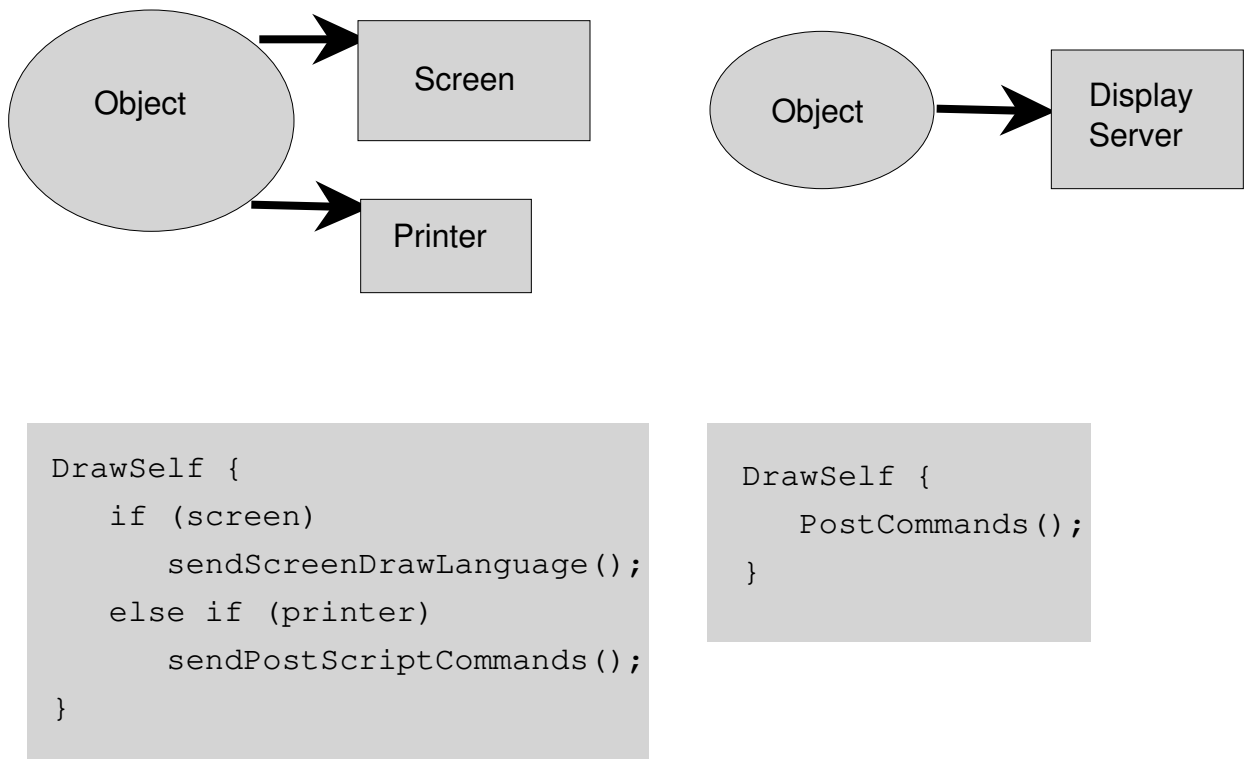 Object
Screen
Printer
Object
Display
Server
DrawSelf {
   if (screen)
      sendScreenDrawLanguage();
   else if (printer)
      sendPostScriptCommands();
}
DrawSelf {
   PostCommands();
}